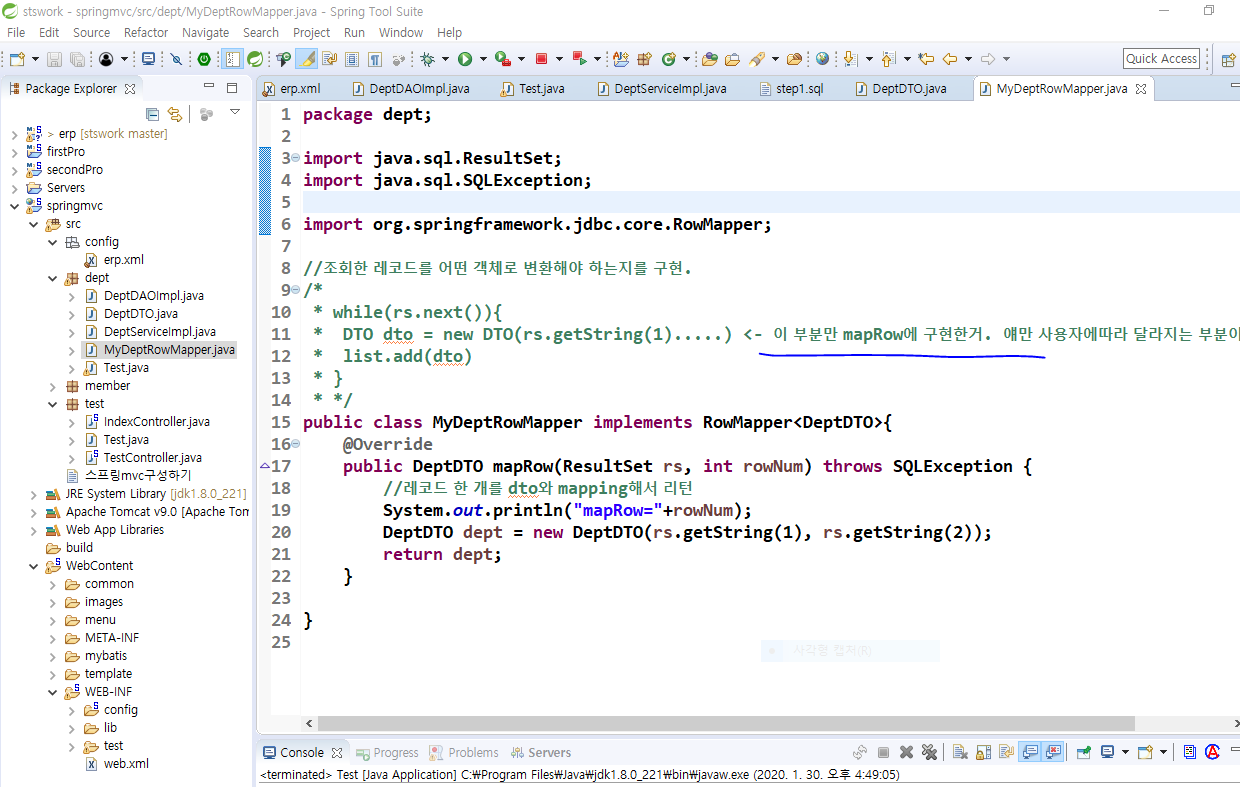 stswork - springmvc/src/dept/MyDeptRowMapper.java - Spring Tool Suite
File Edit Source Refactor Navigate Search Project Run Window Help
Quick Access
Package Explorer
erp.xml DeptDAOImpl.java Test.java DeptServiceImpl.java step1.sql DeptDTO.java MyDeptRowMapper.java
> erp [stswork master]
firstPro
secondPro
Servers
springmvc
src
config
erp.xml
dept
DeptDAOImpl.java
DeptDTO.java
DeptServiceImpl.java
MyDeptRowMapper.java
Test.java
member
test
IndexController.java
Test.java
TestController.java
스프링mvc구성하기
JRE System Library [jdk1.8.0_221]
Apache Tomcat v9.0 [Apache Tom
Web App Libraries
build
WebContent
common
images
menu
META-INF
mybatis
template
WEB-INF
config
lib
test
web.xml
1 package dept;
2
3 import java.sql.ResultSet;
4 import java.sql.SQLException;
5
6 import org.springframework.jdbc.core.RowMapper;
7
8 //조회한 레코드를 어떤 객체로 변환해야 하는지를 구현.
9 /*
10 * while(rs.next()){
11 * DTO dto = new DTO(rs.getString(1).....) <- 이 부분만 mapRow에 구현한거. 얘만 사용자에따라 달라지는 부분이
12 * list.add(dto)
13 * }
14 * */
15 public class MyDeptRowMapper implements RowMapper<DeptDTO>{
16 @Override
17 public DeptDTO mapRow(ResultSet rs, int rowNum) throws SQLException {
18 //레코드 한 개를 dto와 mapping해서 리턴
19 System.out.println("mapRow="+rowNum);
20 DeptDTO dept = new DeptDTO(rs.getString(1), rs.getString(2));
21 return dept;
22 }
23
24 }
25
사각형 캡처(R)
Console Progress Problems Servers
<terminated> Test [Java Application] C:₩Program Files₩Java₩jdk1.8.0_221₩bin₩javaw.exe (2020. 1. 30. 오후 4:49:05)